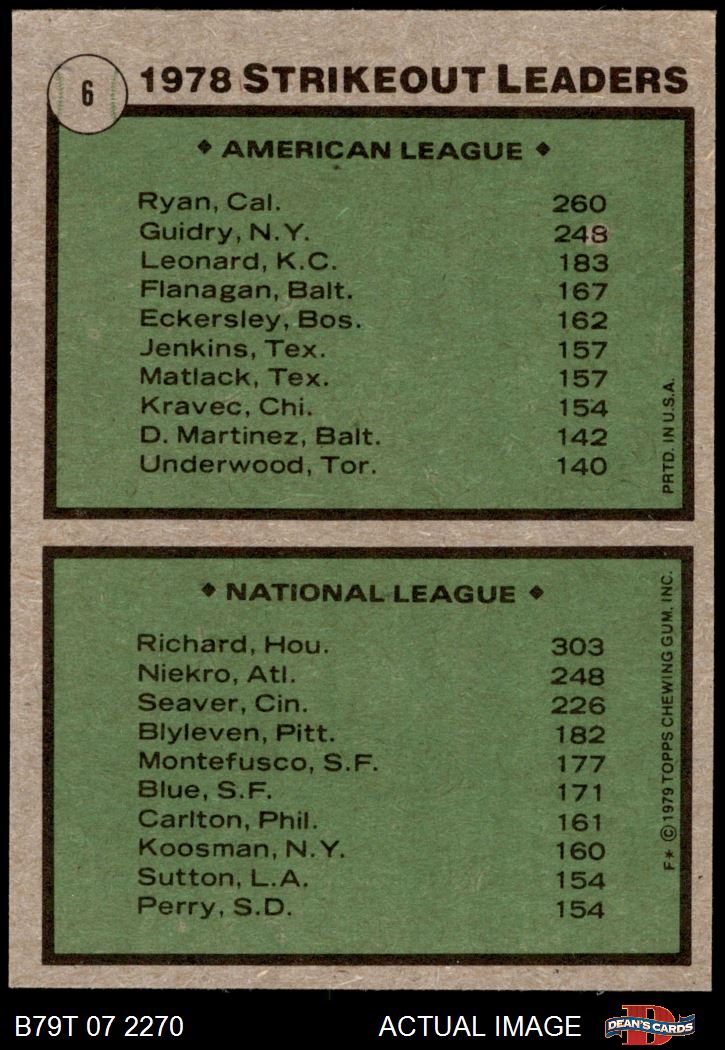 6
1978 STRIKEOUT LEADERS
AMERICAN LEAGUE
Ryan, Cal. 260
Guidry, N.Y. 248
Leonard, K.C. 183
Flanagan, Balt. 167
Eckersley, Bos. 162
Jenkins, Tex. 157
Matlack, Tex. 157
Kravec, Chi. 154
D. Martinez, Balt. 142
Underwood, Tor. 140
PRTD. IN U.S.A.
NATIONAL LEAGUE
Richard, Hou. 303
Niekro, Atl. 248
Seaver, Cin. 226
Blyleven, Pitt. 182
Montefusco, S.F. 177
Blue, S.F. 171
Carlton, Phil. 161
Koosman, N.Y. 160
Sutton, L.A. 154
Perry, S.D. 154
F* © 1979 TOPPS CHEWING GUM, INC.
B79T 07 2270 ACTUAL IMAGE
D
DEAN'S CARDS